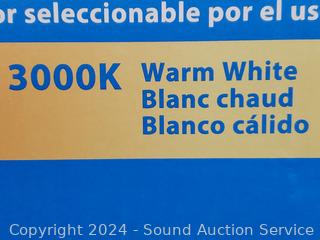 or seleccionable por el us
3000K
Warm White
Blanc chaud
Blanco cálido
Copyright 2024 - Sound Auction Service